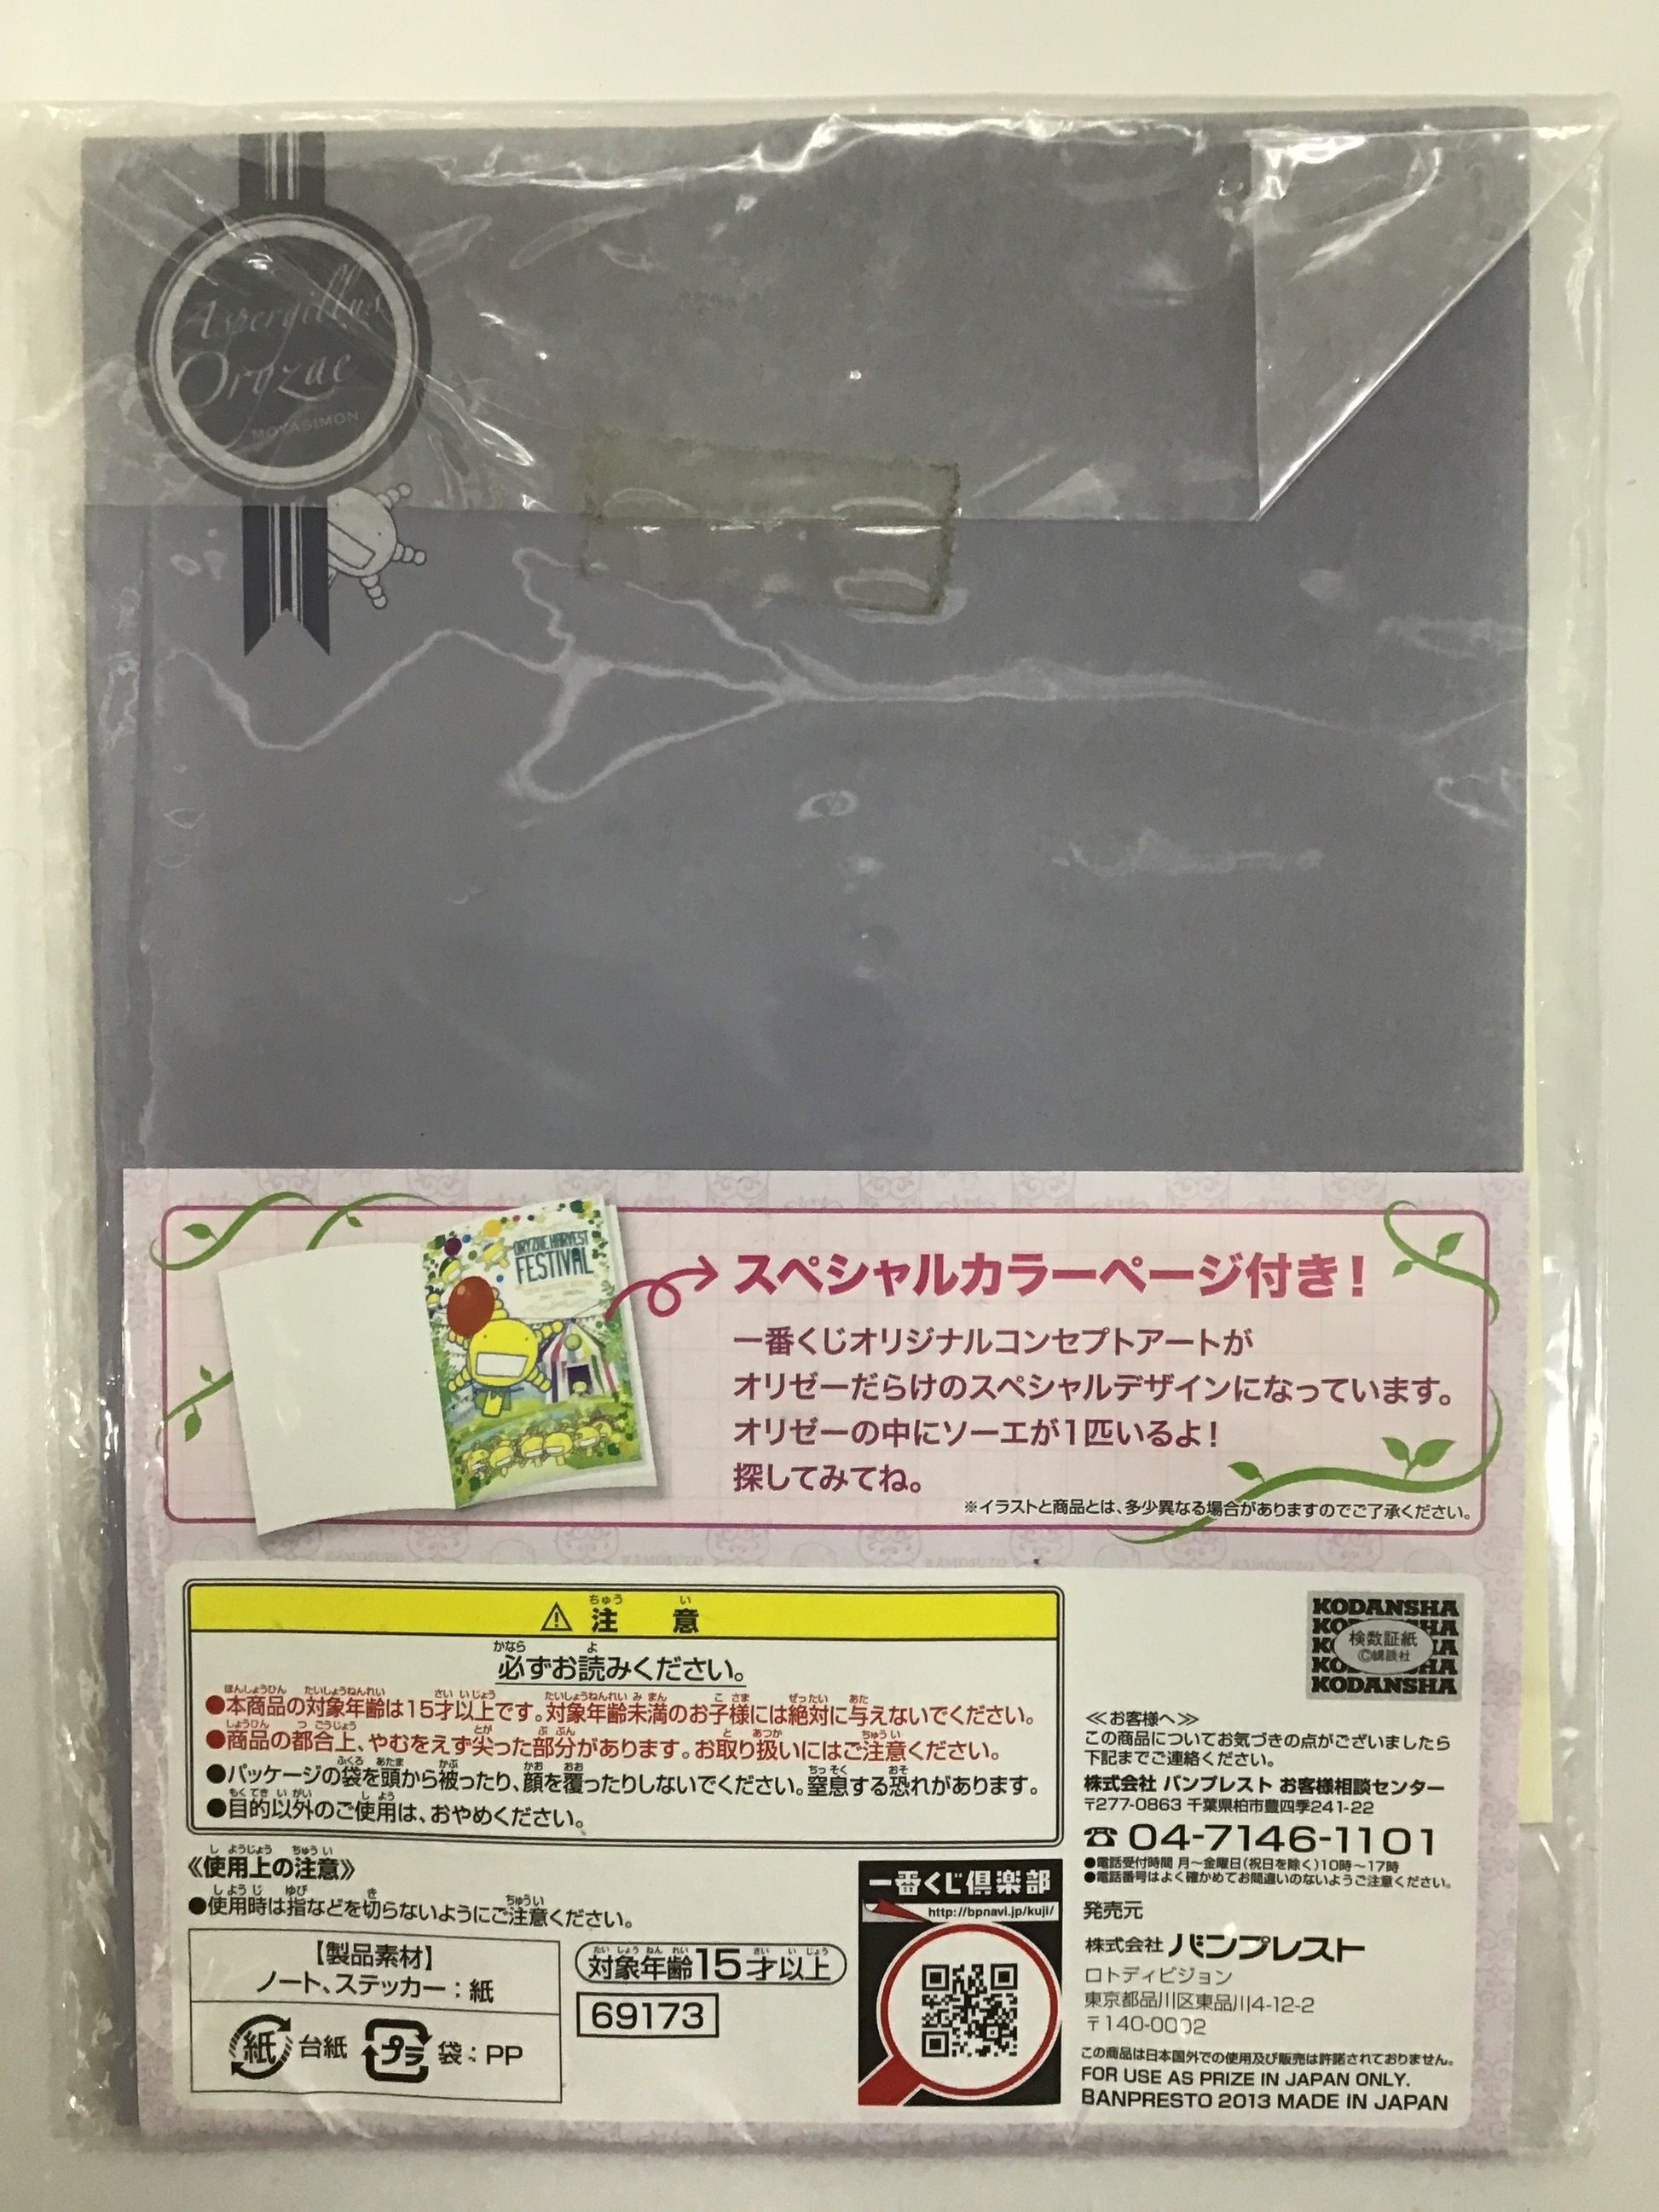 Aspergillus
Oryzae
MOYASIMON
ORYZAE HARVEST
FESTIVAL
スペシャルカラーページ付き!
一番くじオリジナルコンセプトアートが
オリゼーだらけのスペシャルデザインになっています。
オリゼーの中にソーエが1匹いるよ!
探してみてね。
※イラストと商品とは、多少異なる場合がありますのでご了承ください。
⚠ 注意
必ずお読みください。
●本商品の対象年齢は15才以上です。対象年齢未満のお子様には絶対に与えないでください。
●商品の都合上、やむをえず尖った部分があります。お取り扱いにはご注意ください。
●パッケージの袋を頭から被ったり、顔を覆ったりしないでください。窒息する恐れがあります。
●目的以外のご使用は、おやめください。
《使用上の注意》
●使用時は指などを切らないようにご注意ください。
【製品素材】
ノート、ステッカー:紙
紙 台紙 プラ 袋:PP
対象年齢15才以上
69173
一番くじ倶楽部
http://bpnavi.jp/kuji/
KODANSHA
検数証紙
©講談社
KODANSHA
≪お客様へ≫
この商品についてお気づきの点がございましたら
下記までご連絡ください。
株式会社 バンプレスト お客様相談センター
〒277-0863 千葉県柏市豊四季241-22
☎04-7146-1101
●電話受付時間 月〜金曜日(祝日を除く)10時〜17時
●電話番号はよく確かめてお間違いのないようご注意ください。
発売元
株式会社 バンプレスト
ロトディビジョン
東京都品川区東品川4-12-2
〒140-0002
この商品は日本国外での使用及び販売は許諾されておりません。
FOR USE AS PRIZE IN JAPAN ONLY.
BANPRESTO 2013 MADE IN JAPAN